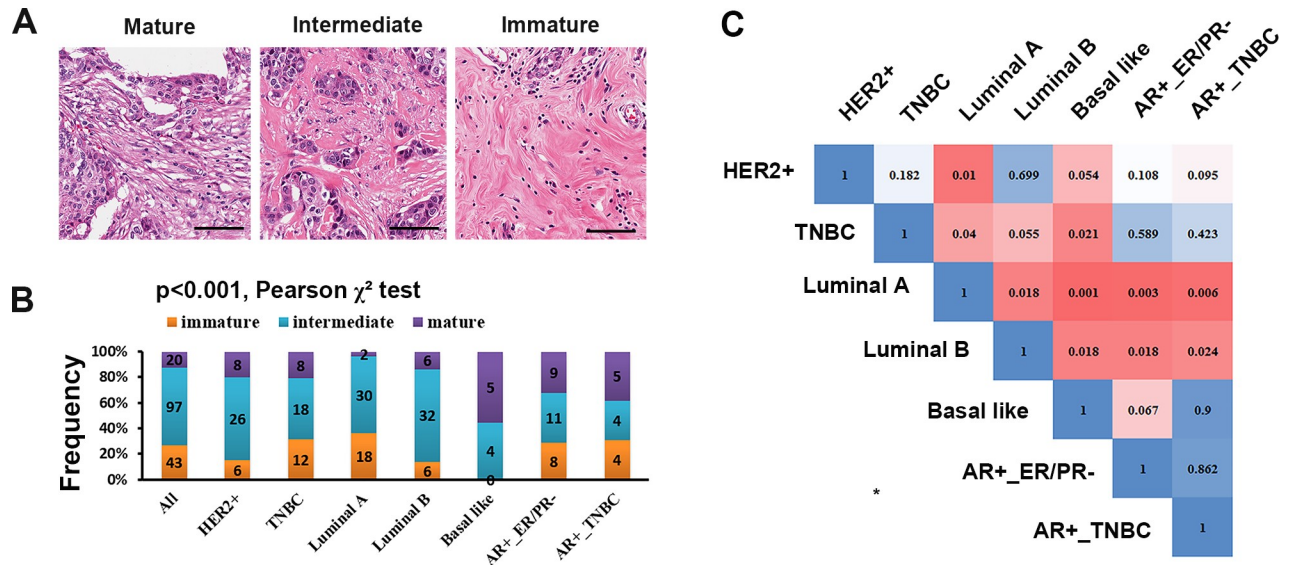 A
Mature Intermediate Immature
B
p<0.001, Pearson χ² test
immature intermediate mature
Frequency
100%
80%
60%
40%
20%
0%
20 8 8 2 6 5 9 5
97 26 18 30 32 4 11 4
43 6 12 18 6 0 8 4
All HER2+ TNBC Luminal A Luminal B Basal like AR+_ER/PR- AR+_TNBC
C
HER2+ TNBC Luminal A Luminal B Basal like AR+_ER/PR- AR+_TNBC
HER2+ 1 0.182 0.01 0.699 0.054 0.108 0.095
TNBC 1 0.04 0.055 0.021 0.589 0.423
Luminal A 1 0.018 0.001 0.003 0.006
Luminal B 1 0.018 0.018 0.024
Basal like 1 0.067 0.9
AR+_ER/PR- 1 0.862
*
AR+_TNBC 1